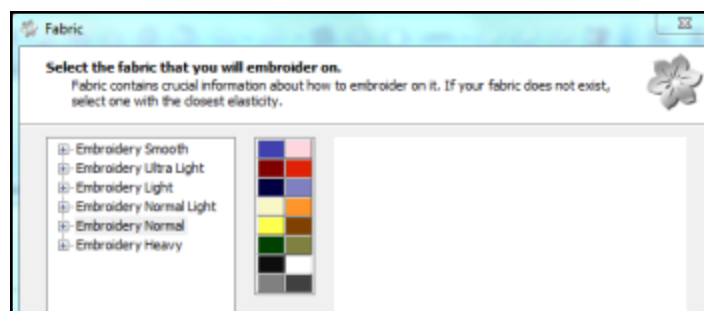 Fabric
Select the fabric that you will embroider on.
Fabric contains crucial information about how to embroider on it. If your fabric does not exist,
select one with the closest elasticity.
Embroidery Smooth
Embroidery Ultra Light
Embroidery Light
Embroidery Normal Light
Embroidery Normal
Embroidery Heavy